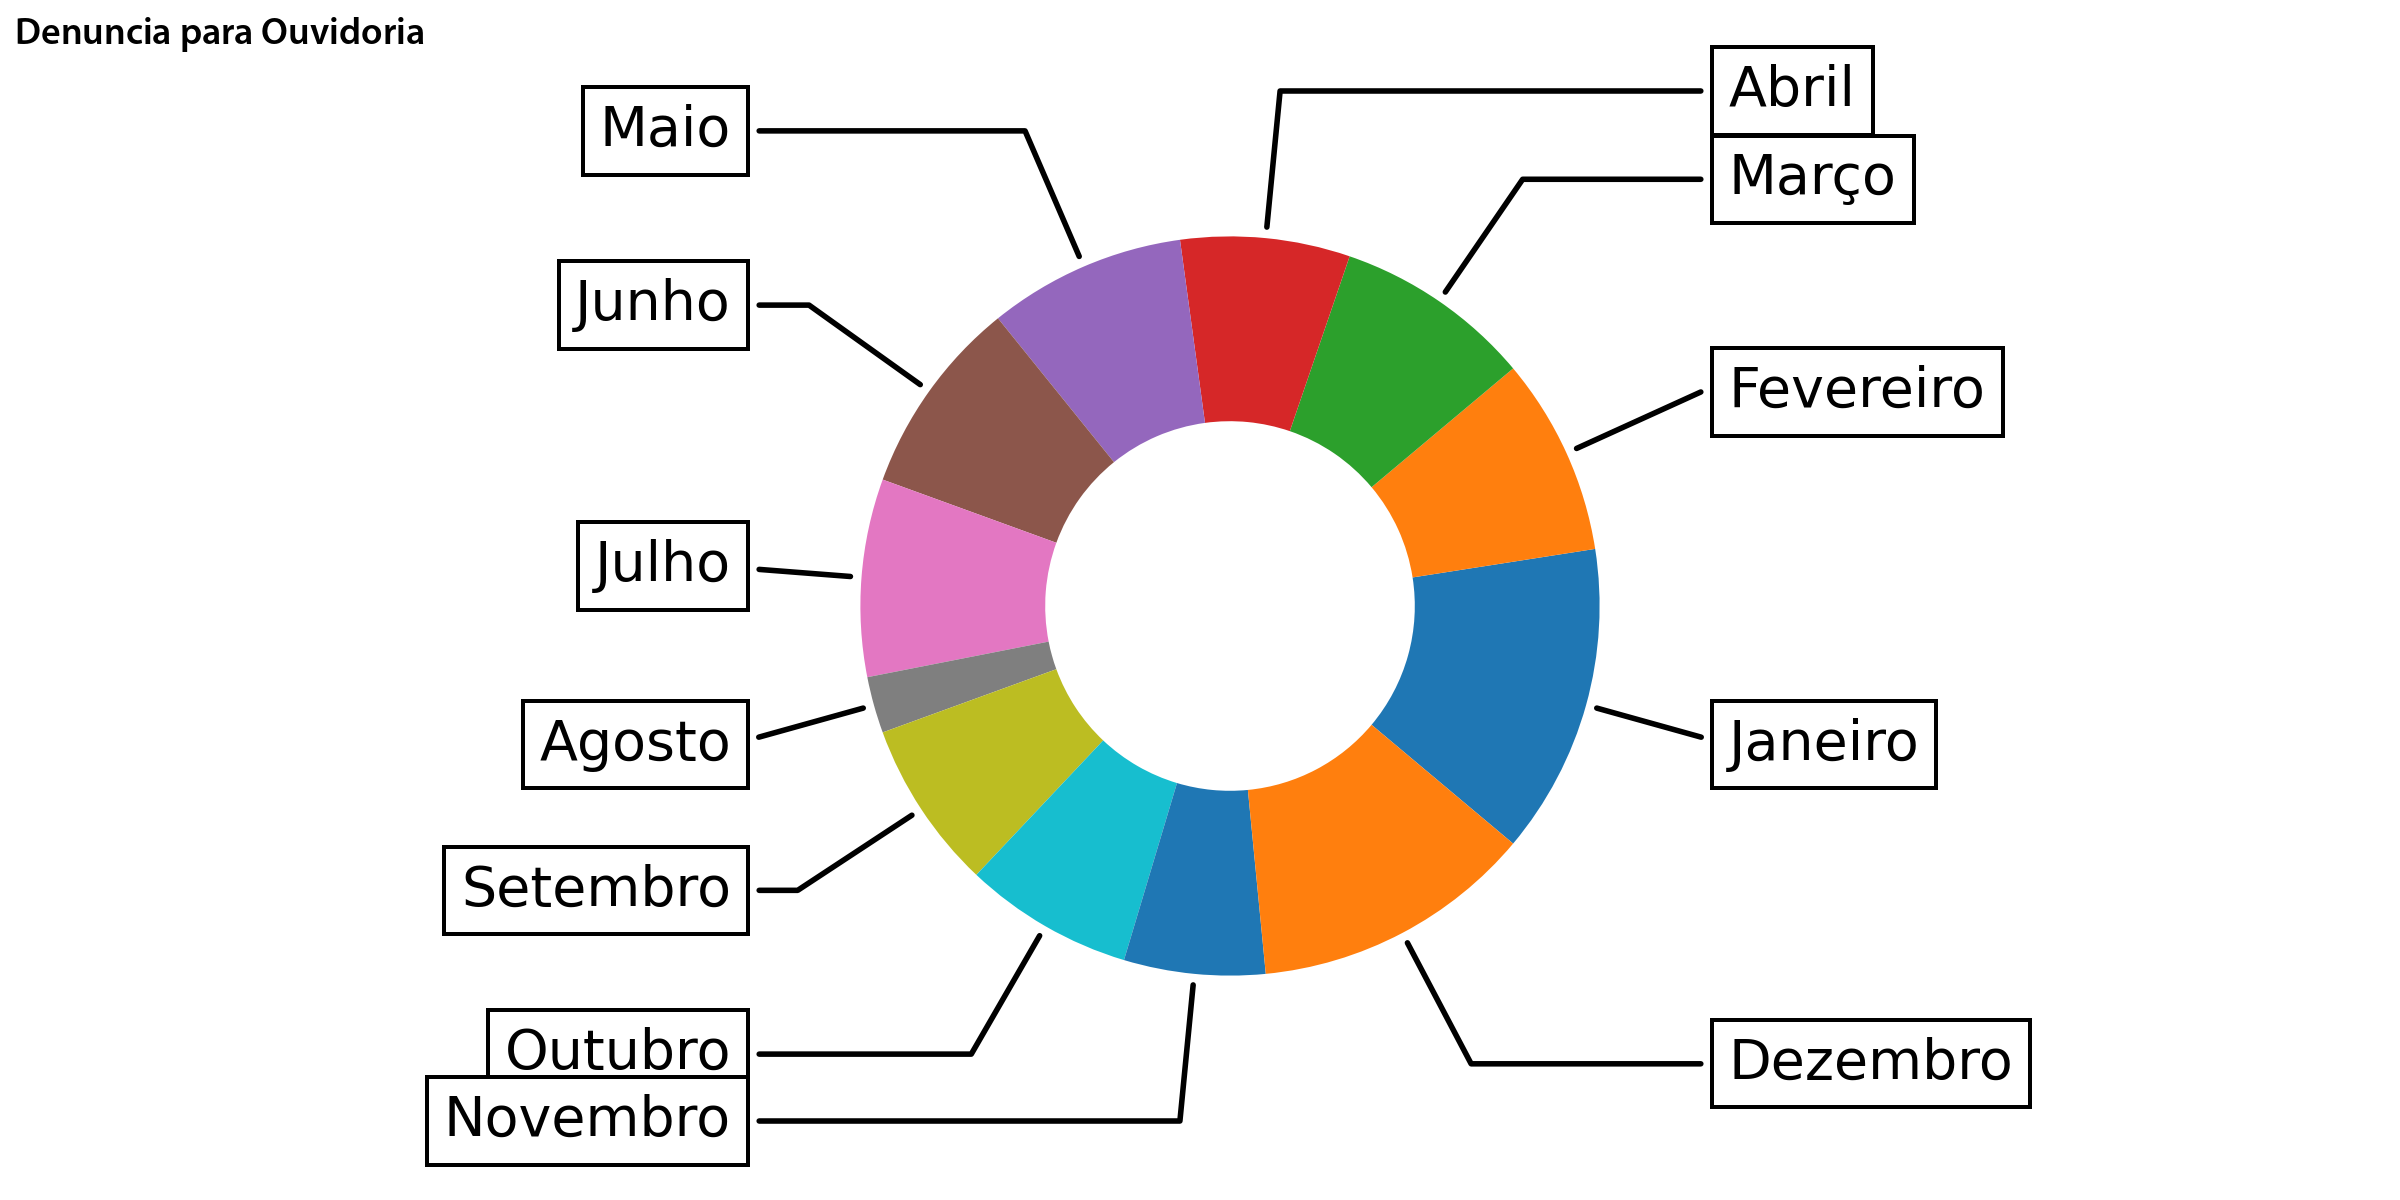 Denuncia para Ouvidoria
Abril
Maio
Março
Junho
Fevereiro
Julho
Agosto
Janeiro
Setembro
Outubro
Dezembro
Novembro